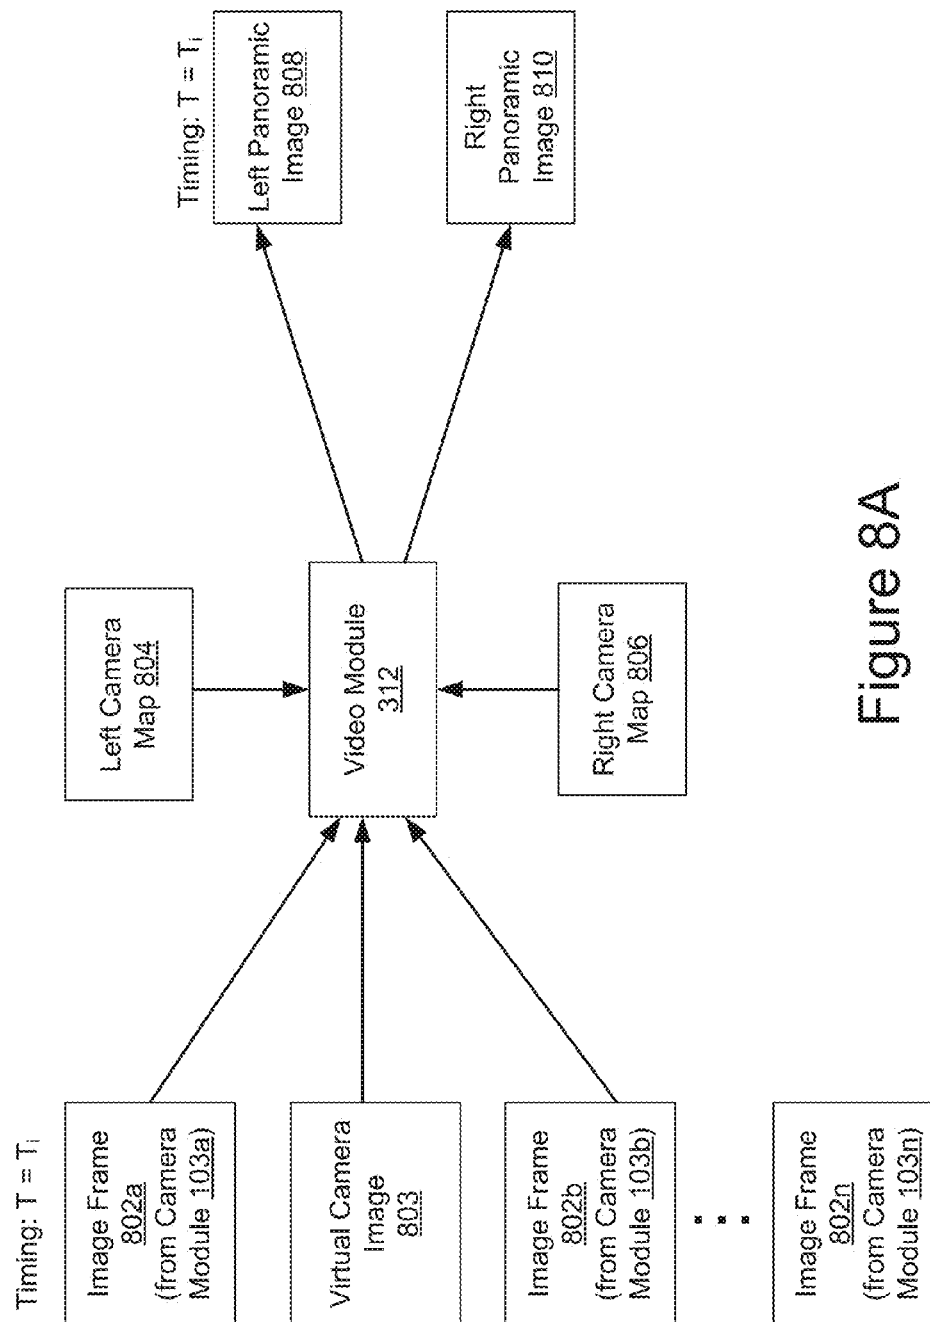 Timing: T = Ti
Image Frame
802a
(from Camera
Module 103a)
Virtual Camera
Image
803
Image Frame
802b
(from Camera
Module 103b)
Image Frame
802n
(from Camera
Module 103n)
Left Camera
Map 804
Video Module
312
Right Camera
Map 806
Timing: T = Ti
Left Panoramic
Image 808
Right
Panoramic
Image 810
Figure 8A